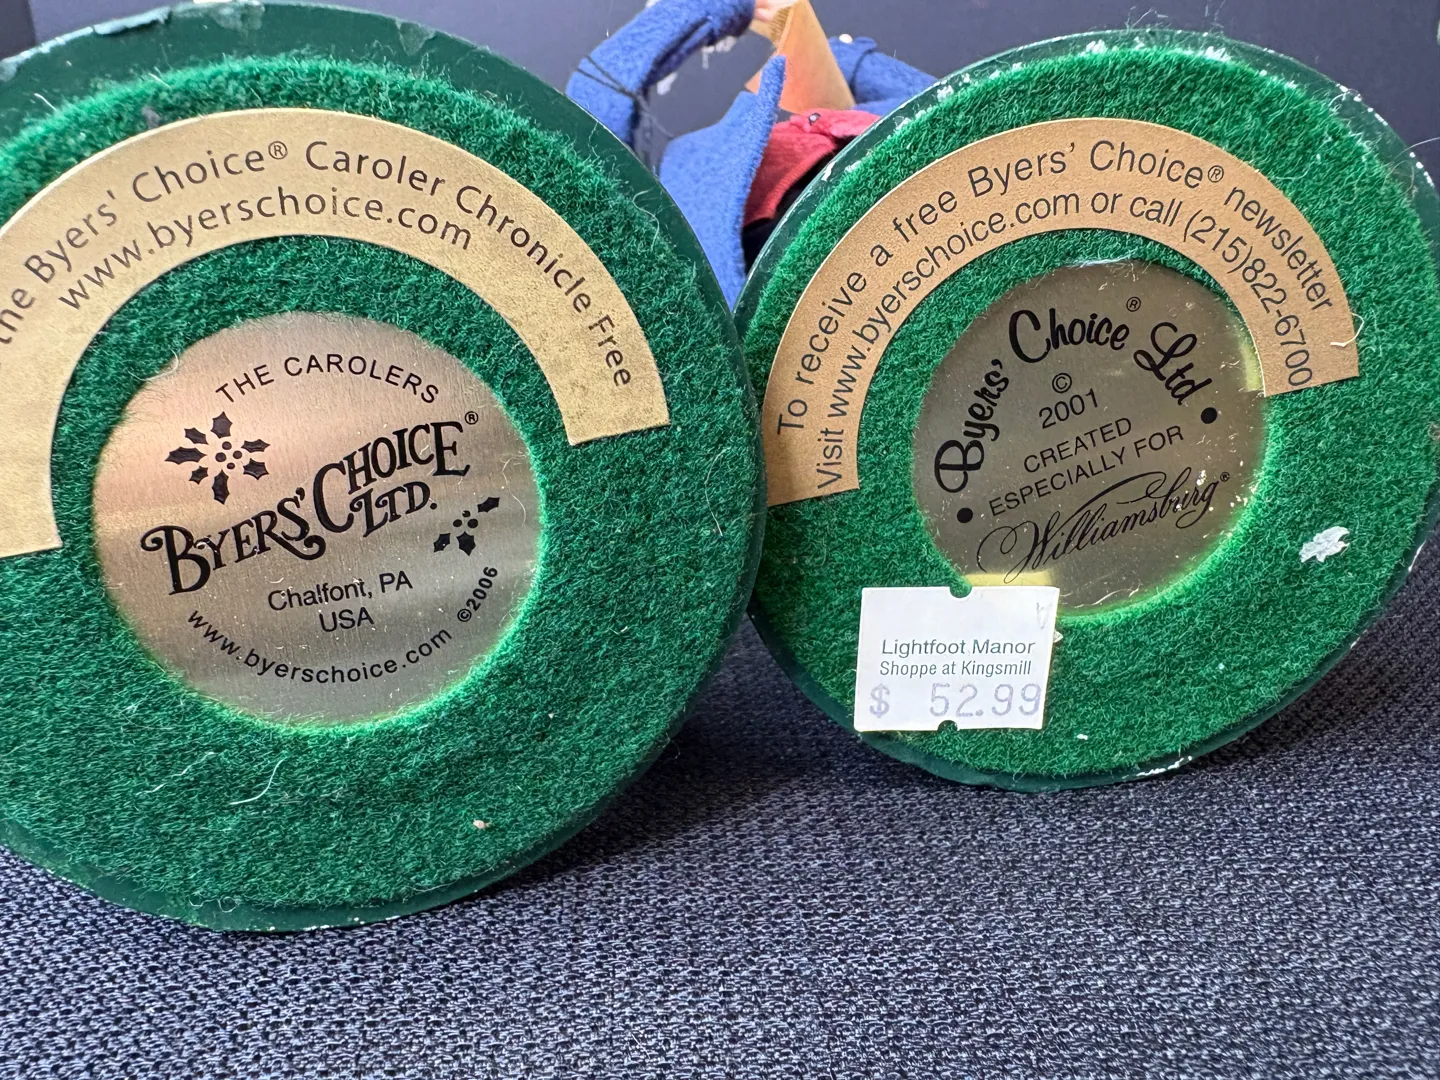 the Byers' Choice® Caroler Chronicle Free
www.byerschoice.com
THE CAROLERS
BYERS' CHOICE®
LTD.
Chalfont, PA
USA
www.byerschoice.com ©2006
To receive a free Byers' Choice® newsletter
Visit www.byerschoice.com or call (215)822-6700
Byers' Choice® Ltd
©
2001
CREATED
ESPECIALLY FOR
Williamsburg®
Lightfoot Manor
Shoppe at Kingsmill
$ 52.99